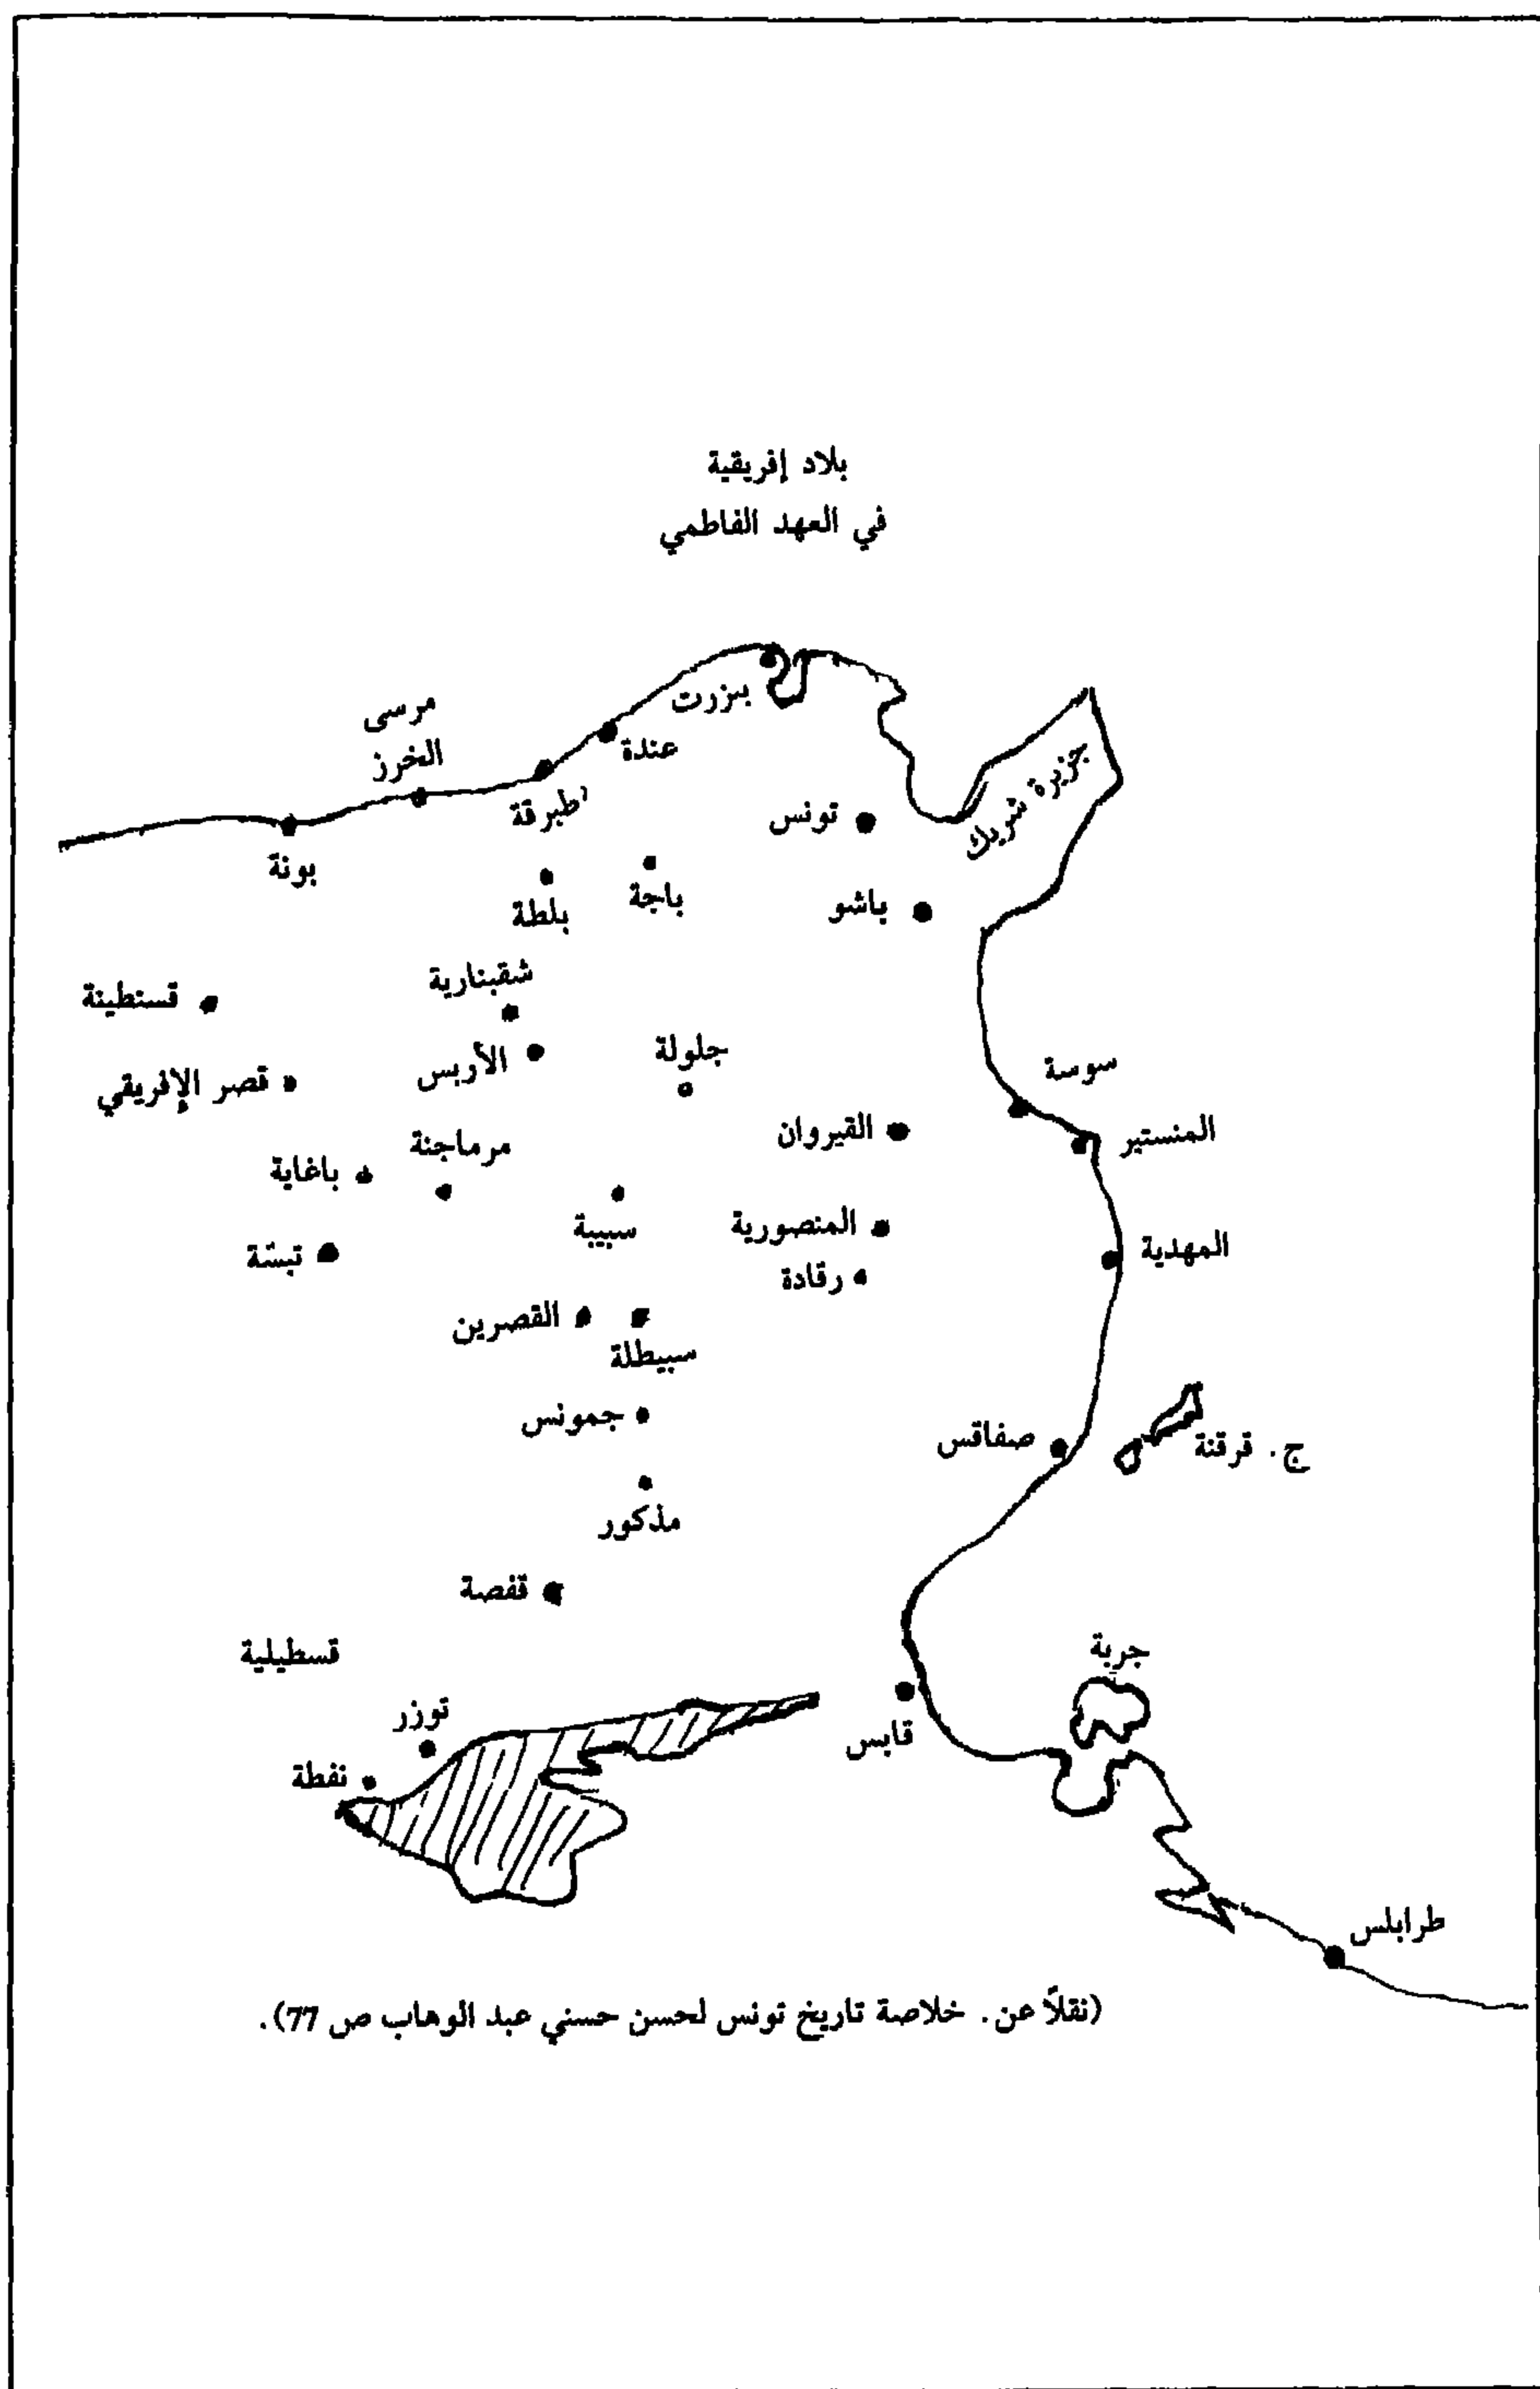 بلاد إفريقية
في العهد الفاطمي
بنزرت
مرسى
الخرز
عندة
طبرقة
جزيرة شريك
تونس
بونة
باجة
بلطة
باشو
شقبنارية
قسنطينة
جلولة
الأربس
سوسة
قصر الإفريقي
القيروان
المنستير
مرماجنة
باغاية
سبيبة
المنصورية
المهدية
تبسّة
رقادة
القصرين
سبيطلة
جمونس
صفاقس
ج. قرقنة
مذكور
قفصة
قسطيلية
جربة
توزر
قابس
نفطة
طرابلس
(نقلاً عن. خلاصة تاريخ تونس لحسن حسني عبد الوهاب ص 77).